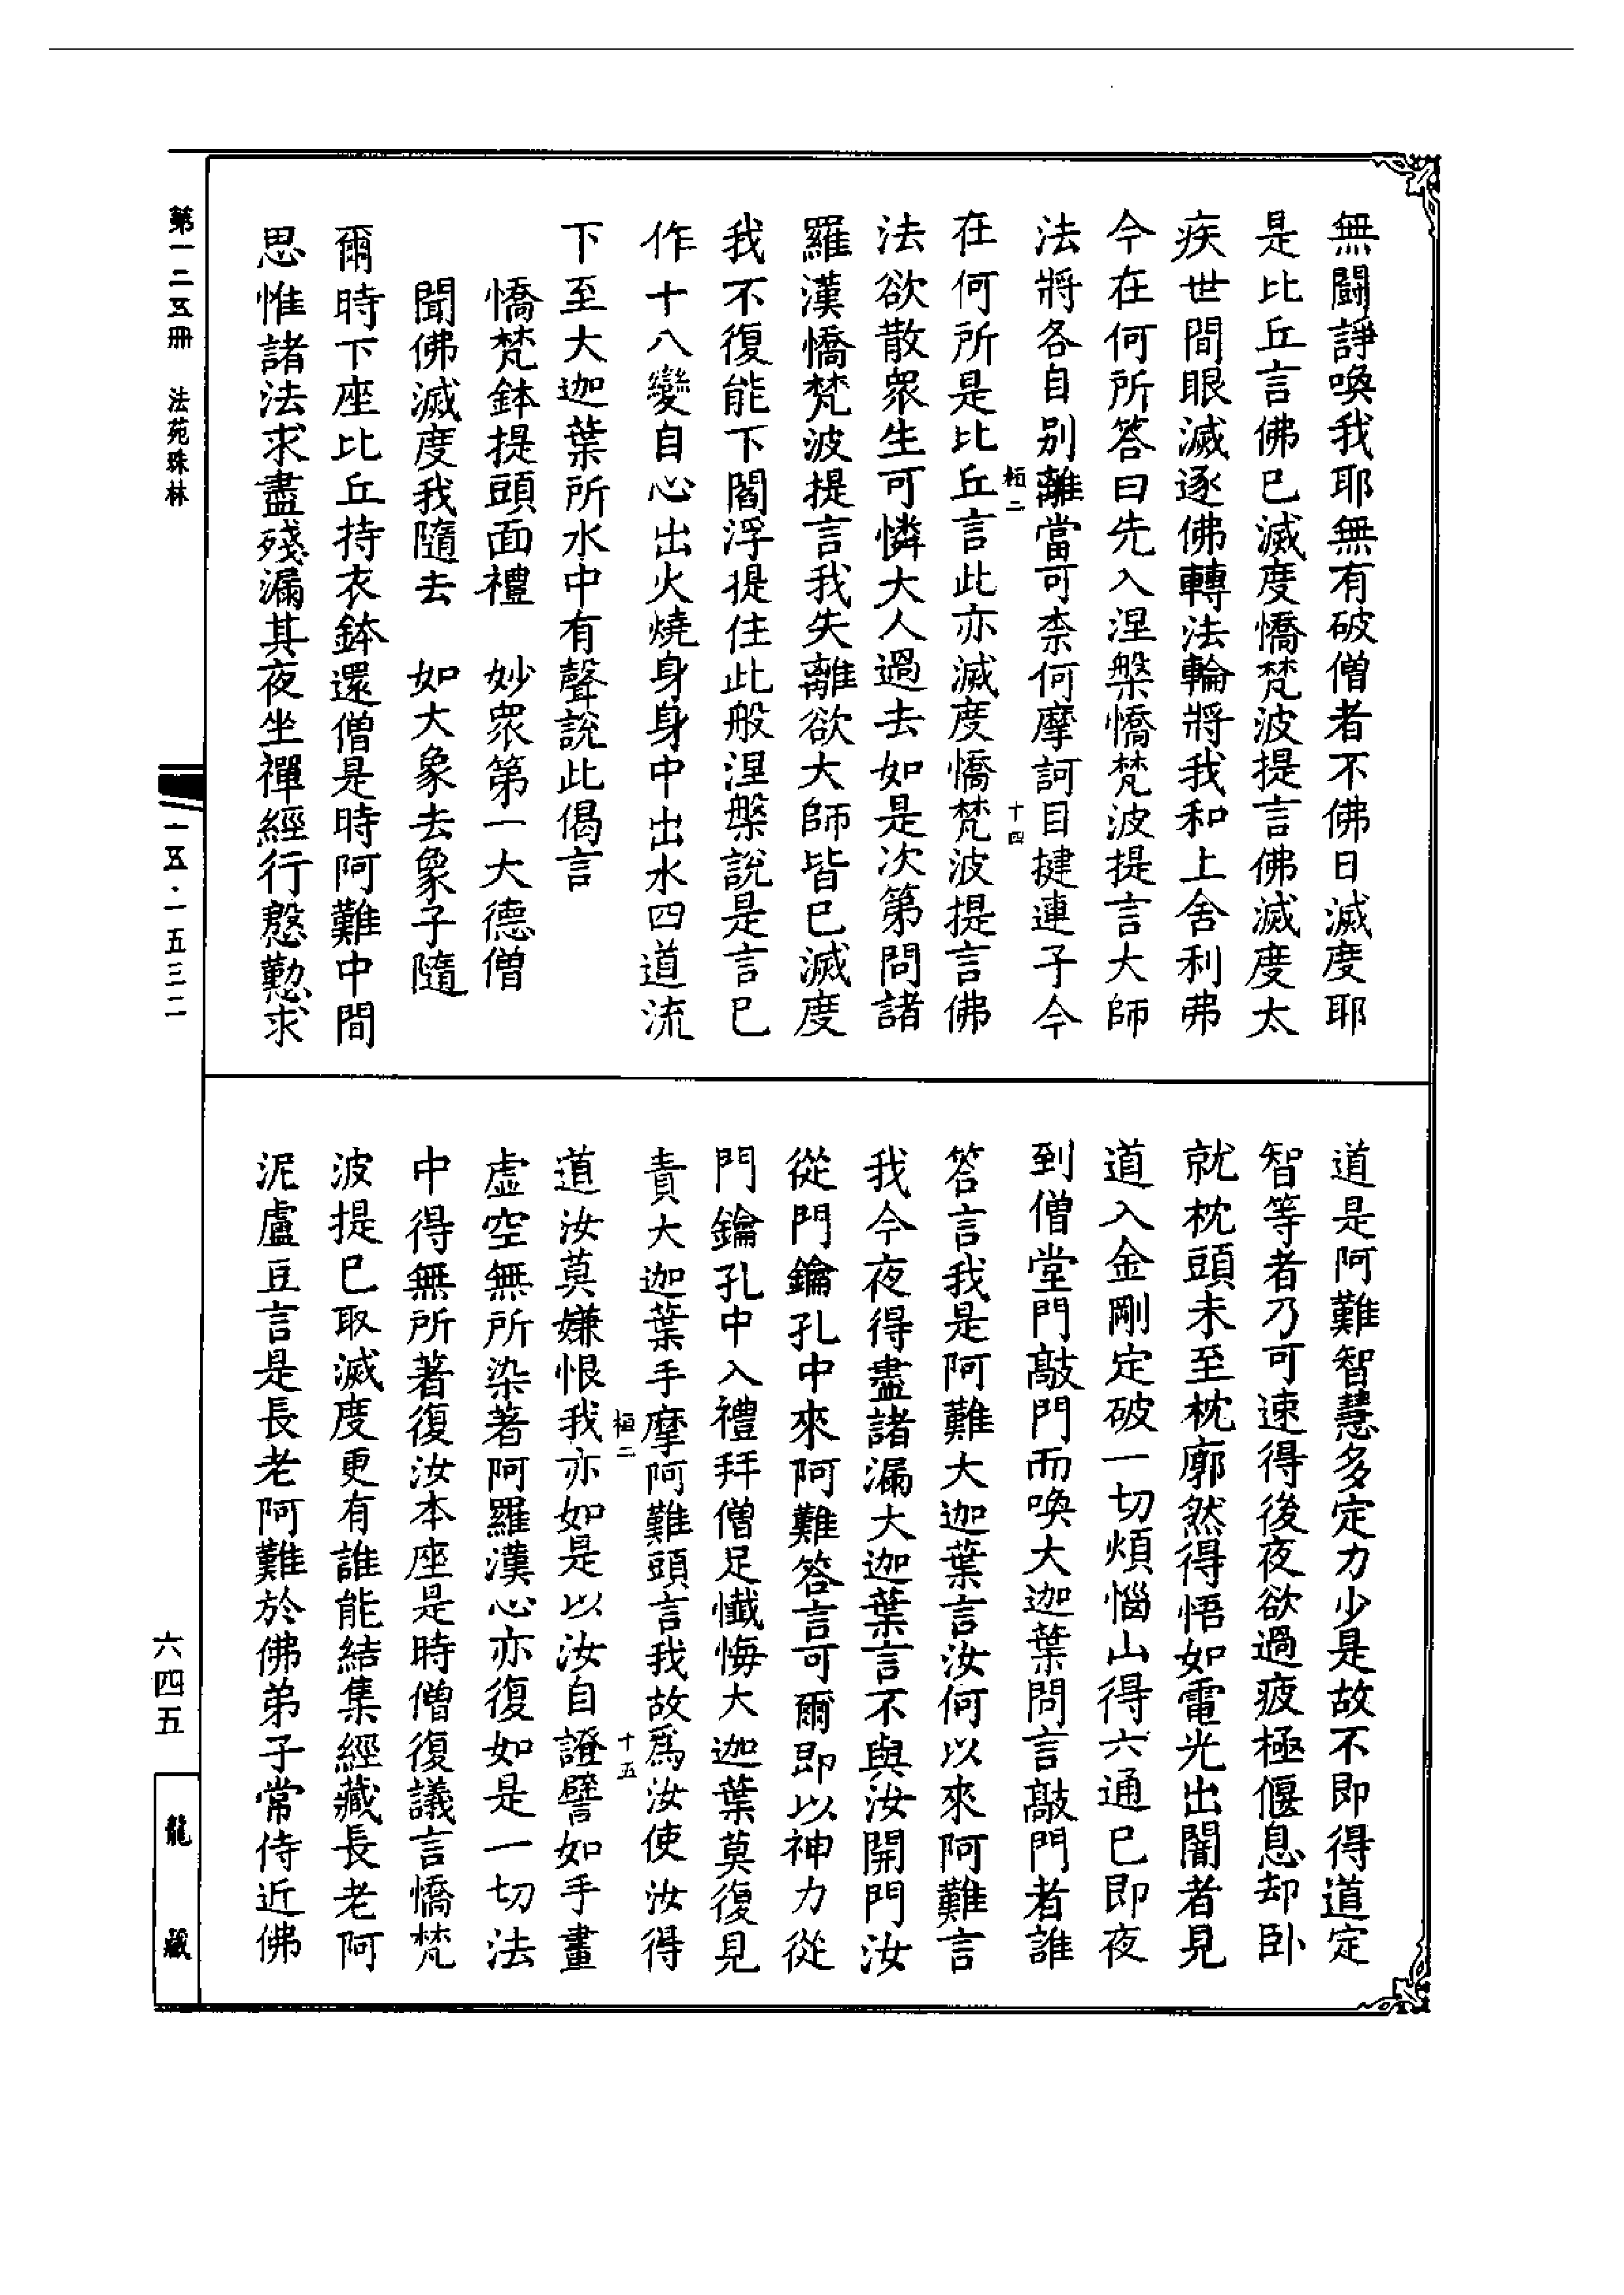 無鬪諍喚我耶無有破僧者不佛日滅度耶
是比丘言佛已滅度憍梵波提言佛滅度太
疾世間眼滅逐佛轉法輪將我和上舍利弗
今在何所答曰先入涅槃憍梵波提言大師
法將各自別離當可柰何摩訶目揵連子今
桓二
十四
在何所是比丘言此亦滅度憍梵波提言佛
法欲散衆生可憐大人過去如是次第問諸
羅漢憍梵波提言我失離欲大師皆已滅度
我不復能下閻浮提住此般涅槃說是言已
作十八變自心出火燒身身中出水四道流
下至大迦葉所水中有聲說此偈言
憍梵鉢提頭面禮　妙衆第一大德僧
聞佛滅度我隨去　如大象去象子隨
爾時下座比丘持衣鉢還僧是時阿難中間
思惟諸法求盡殘漏其夜坐禪經行慇懃求
道是阿難智慧多定力少是故不即得道定
智等者乃可速得後夜欲過疲極偃息却卧
就枕頭未至枕廓然得悟如電光出闇者見
道入金剛定破一切煩惱山得六通已即夜
到僧堂門敲門而喚大迦葉問言敲門者誰
答言我是阿難大迦葉言汝何以來阿難言
我今夜得盡諸漏大迦葉言不與汝開門汝
從門鑰孔中來阿難答言可爾即以神力從
門鑰孔中入禮拜僧足懺悔大迦葉莫復見
責大迦葉手摩阿難頭言我故爲汝使汝得
桓二
十五
道汝莫嫌恨我亦如是以汝自證譬如手畫
虛空無所染著阿羅漢心亦復如是一切法
中得無所著復汝本座是時僧復議言憍梵
波提已取滅度更有誰能結集經藏長老阿
泥盧豆言是長老阿難於佛弟子常侍近佛
第一二五冊　法苑珠林
一五·一五三二
六四五
龍藏